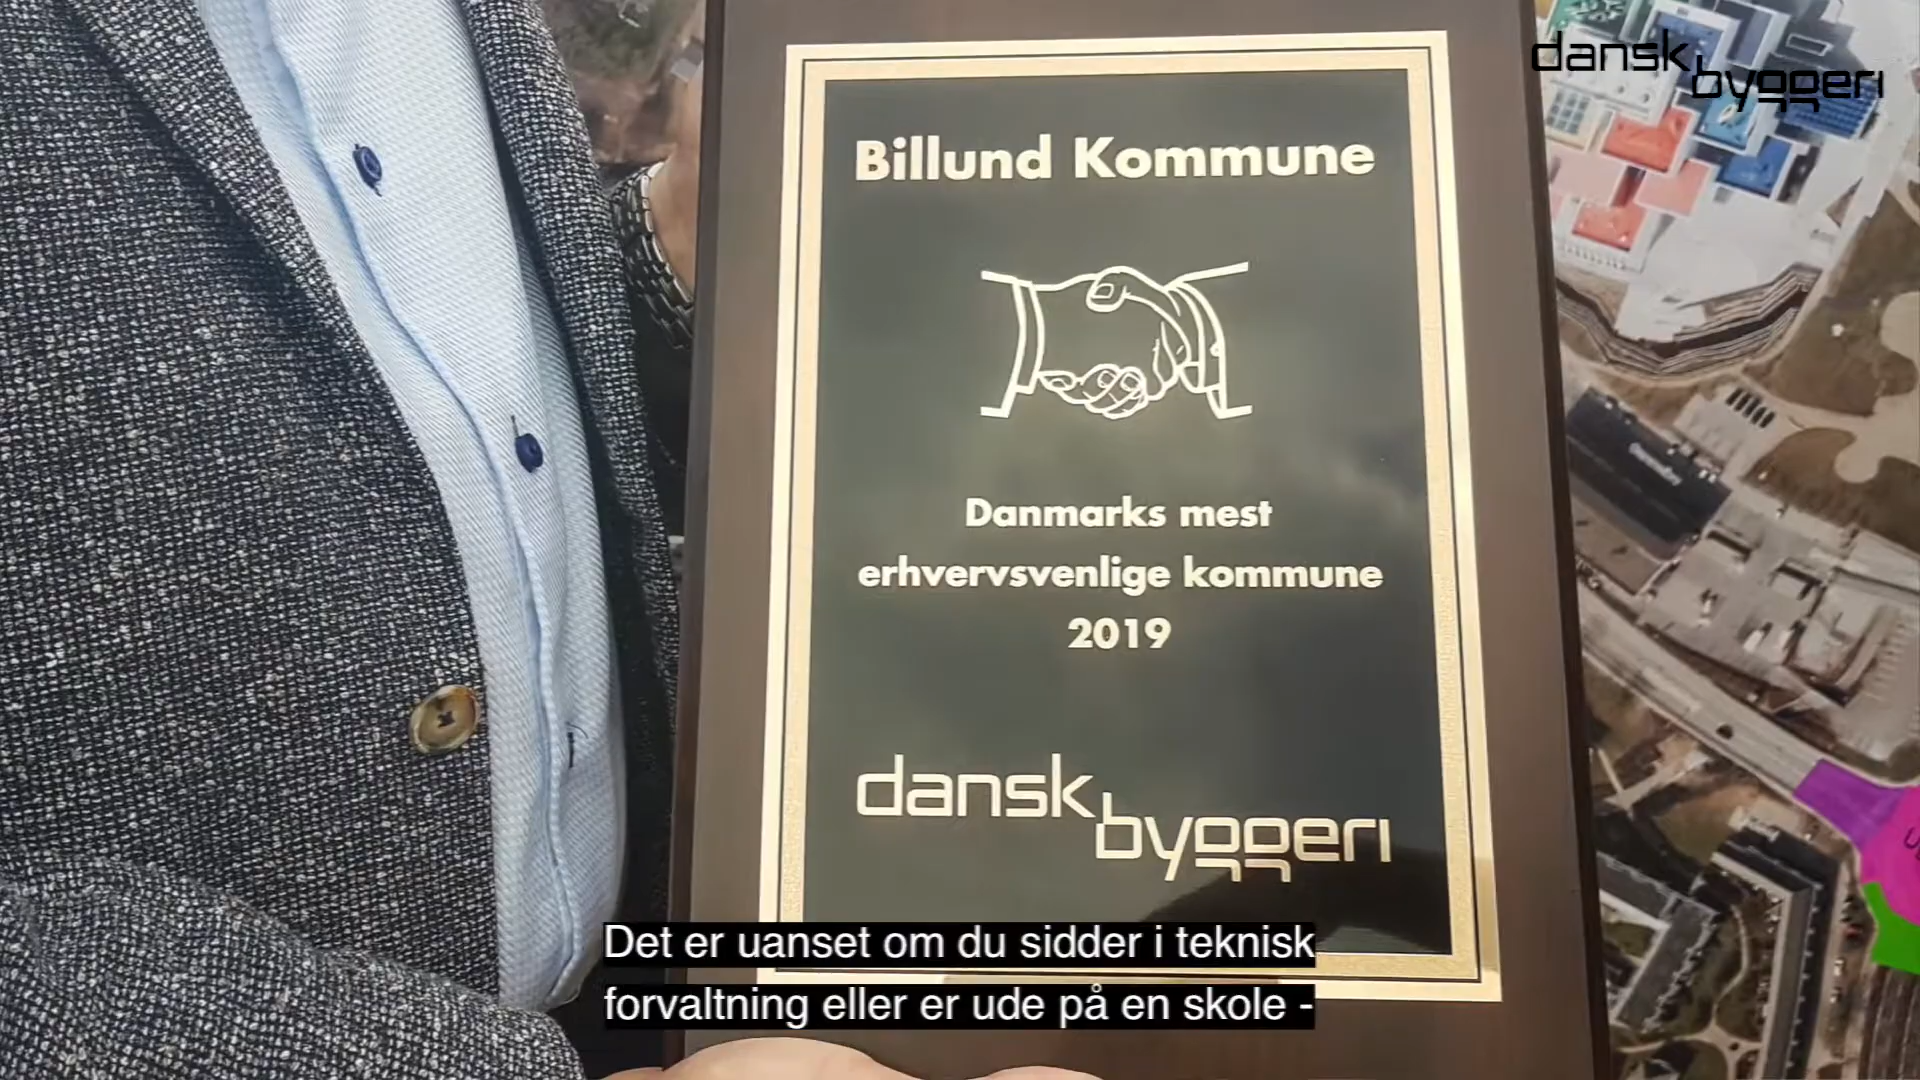 dansk
byggeri
Billund Kommune
Danmarks mest
erhvervsvenlige kommune
2019
dansk
byggeri
Det er uanset om du sidder i teknisk
forvaltning eller er ude på en skole -